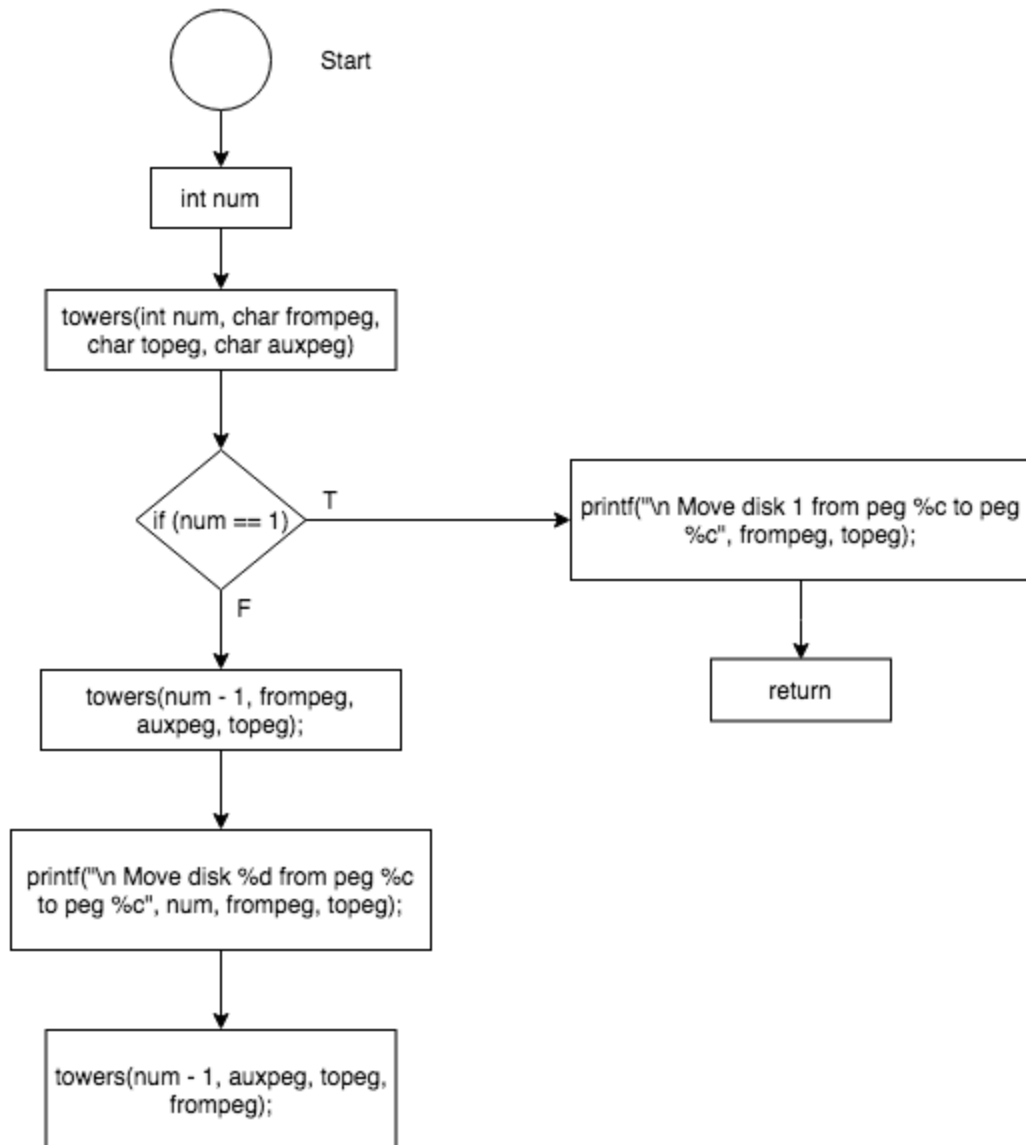 Start
int num
towers(int num, char frompeg,
char topeg, char auxpeg)
if (num == 1)
T
printf("\n Move disk 1 from peg %c to peg
%c", frompeg, topeg);
return
F
towers(num - 1, frompeg,
auxpeg, topeg);
printf("\n Move disk %d from peg %c
to peg %c", num, frompeg, topeg);
towers(num - 1, auxpeg, topeg,
frompeg);